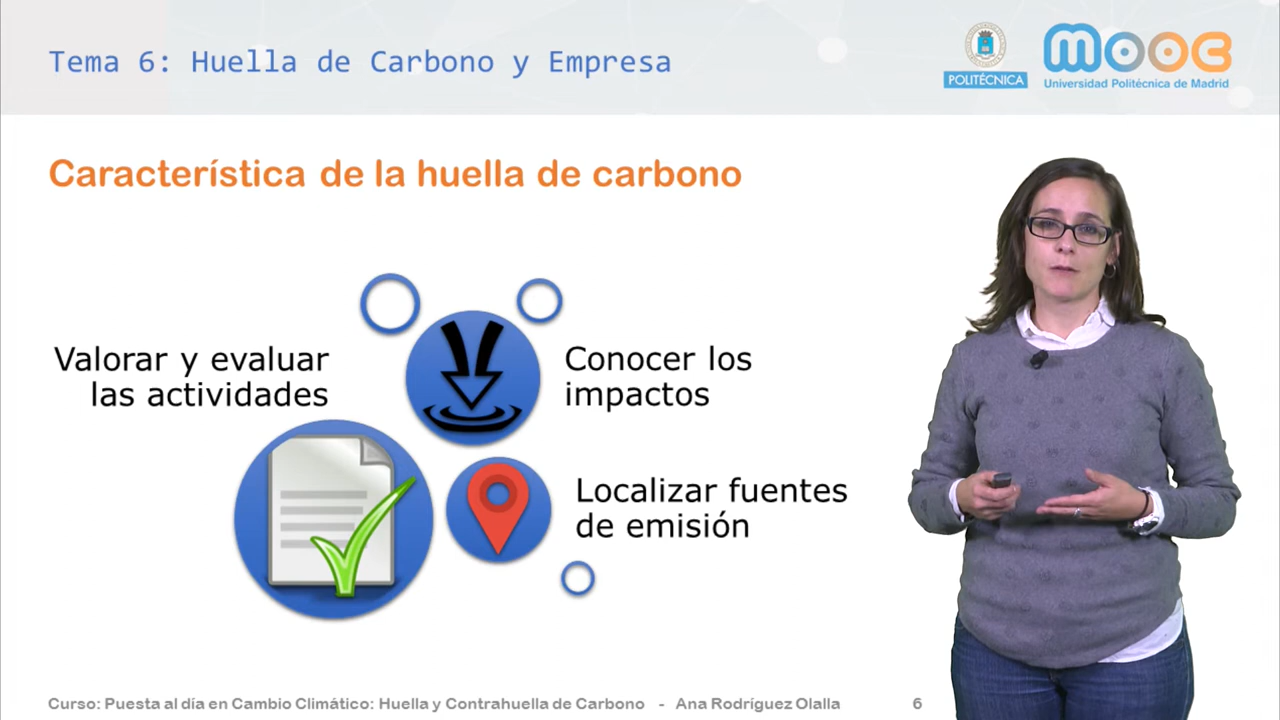 Tema 6: Huella de Carbono y Empresa
POLITÉCNICA
mooc
Universidad Politécnica de Madrid
Característica de la huella de carbono
Valorar y evaluar
las actividades
Conocer los
impactos
Localizar fuentes
de emisión
Curso: Puesta al día en Cambio Climático: Huella y Contrahuella de Carbono - Ana Rodríguez Olalla 6